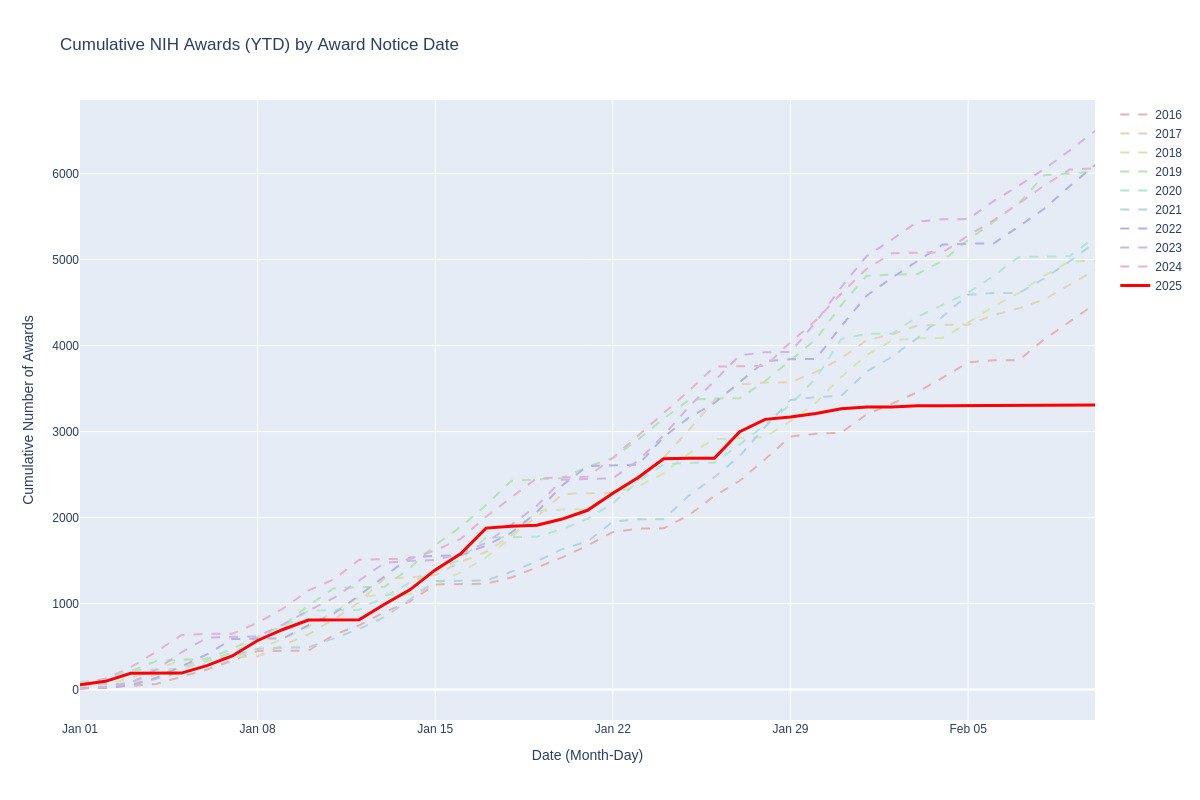 Cumulative NIH Awards (YTD) by Award Notice Date
2016
2017
2018
2019
2020
2021
2022
2023
2024
2025
Cumulative Number of Awards
6000
5000
4000
3000
2000
1000
0
Jan 01
Jan 08
Jan 15
Jan 22
Jan 29
Feb 05
Date (Month-Day)